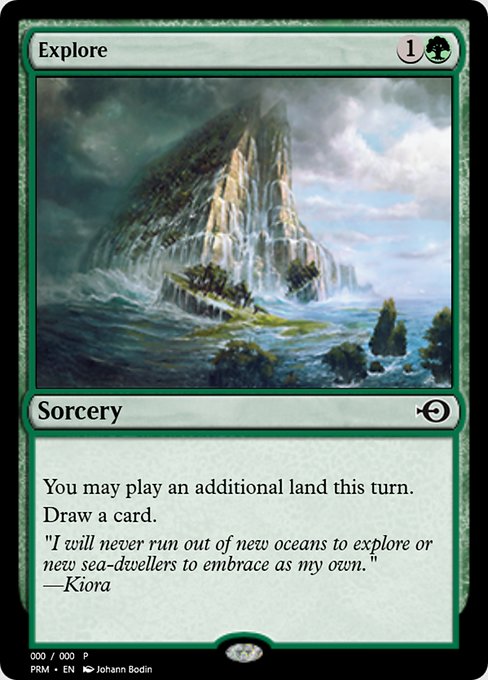 Explore 1
Sorcery
You may play an additional land this turn.
Draw a card.
"I will never run out of new oceans to explore or
new sea-dwellers to embrace as my own."
—Kiora
000 / 000 P
PRM • EN Johann Bodin